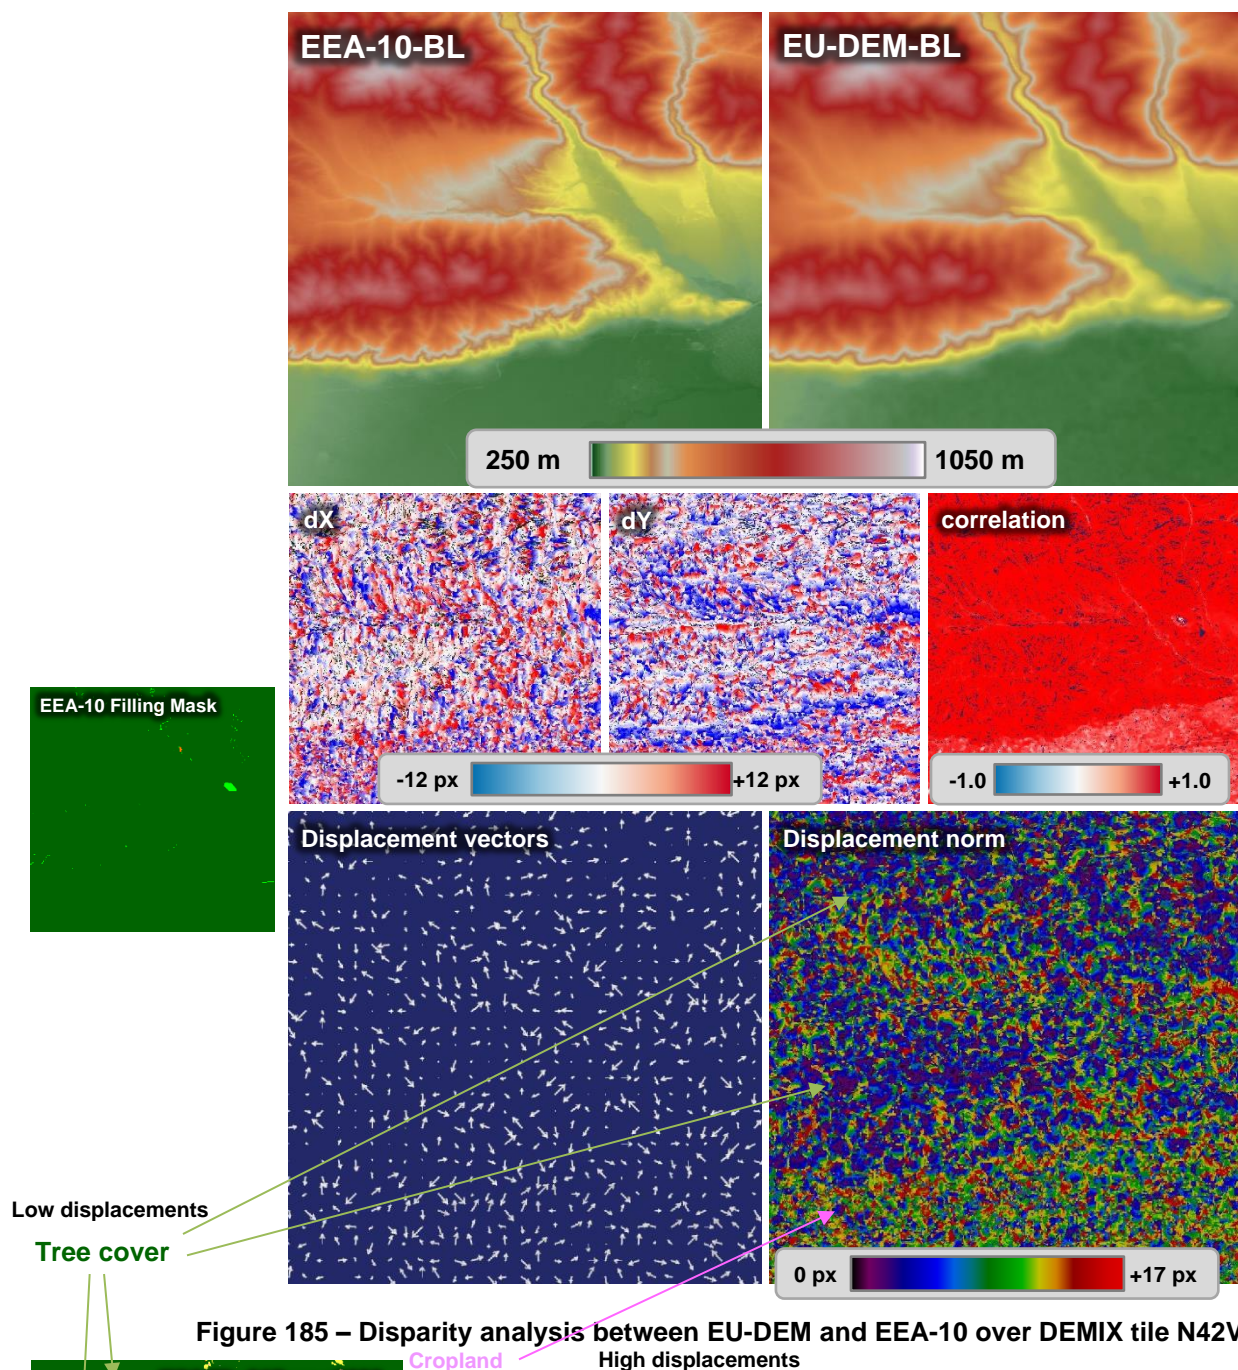 EEA-10-BL
EU-DEM-BL
250 m
1050 m
dX
dY
correlation
-12 px
+12 px
-1.0
+1.0
EEA-10 Filling Mask
Displacement vectors
Displacement norm
Low displacements
Tree cover
0 px
+17 px
Figure 185 – Disparity analysis between EU-DEM and EEA-10 over DEMIX tile N42V
Cropland
High displacements